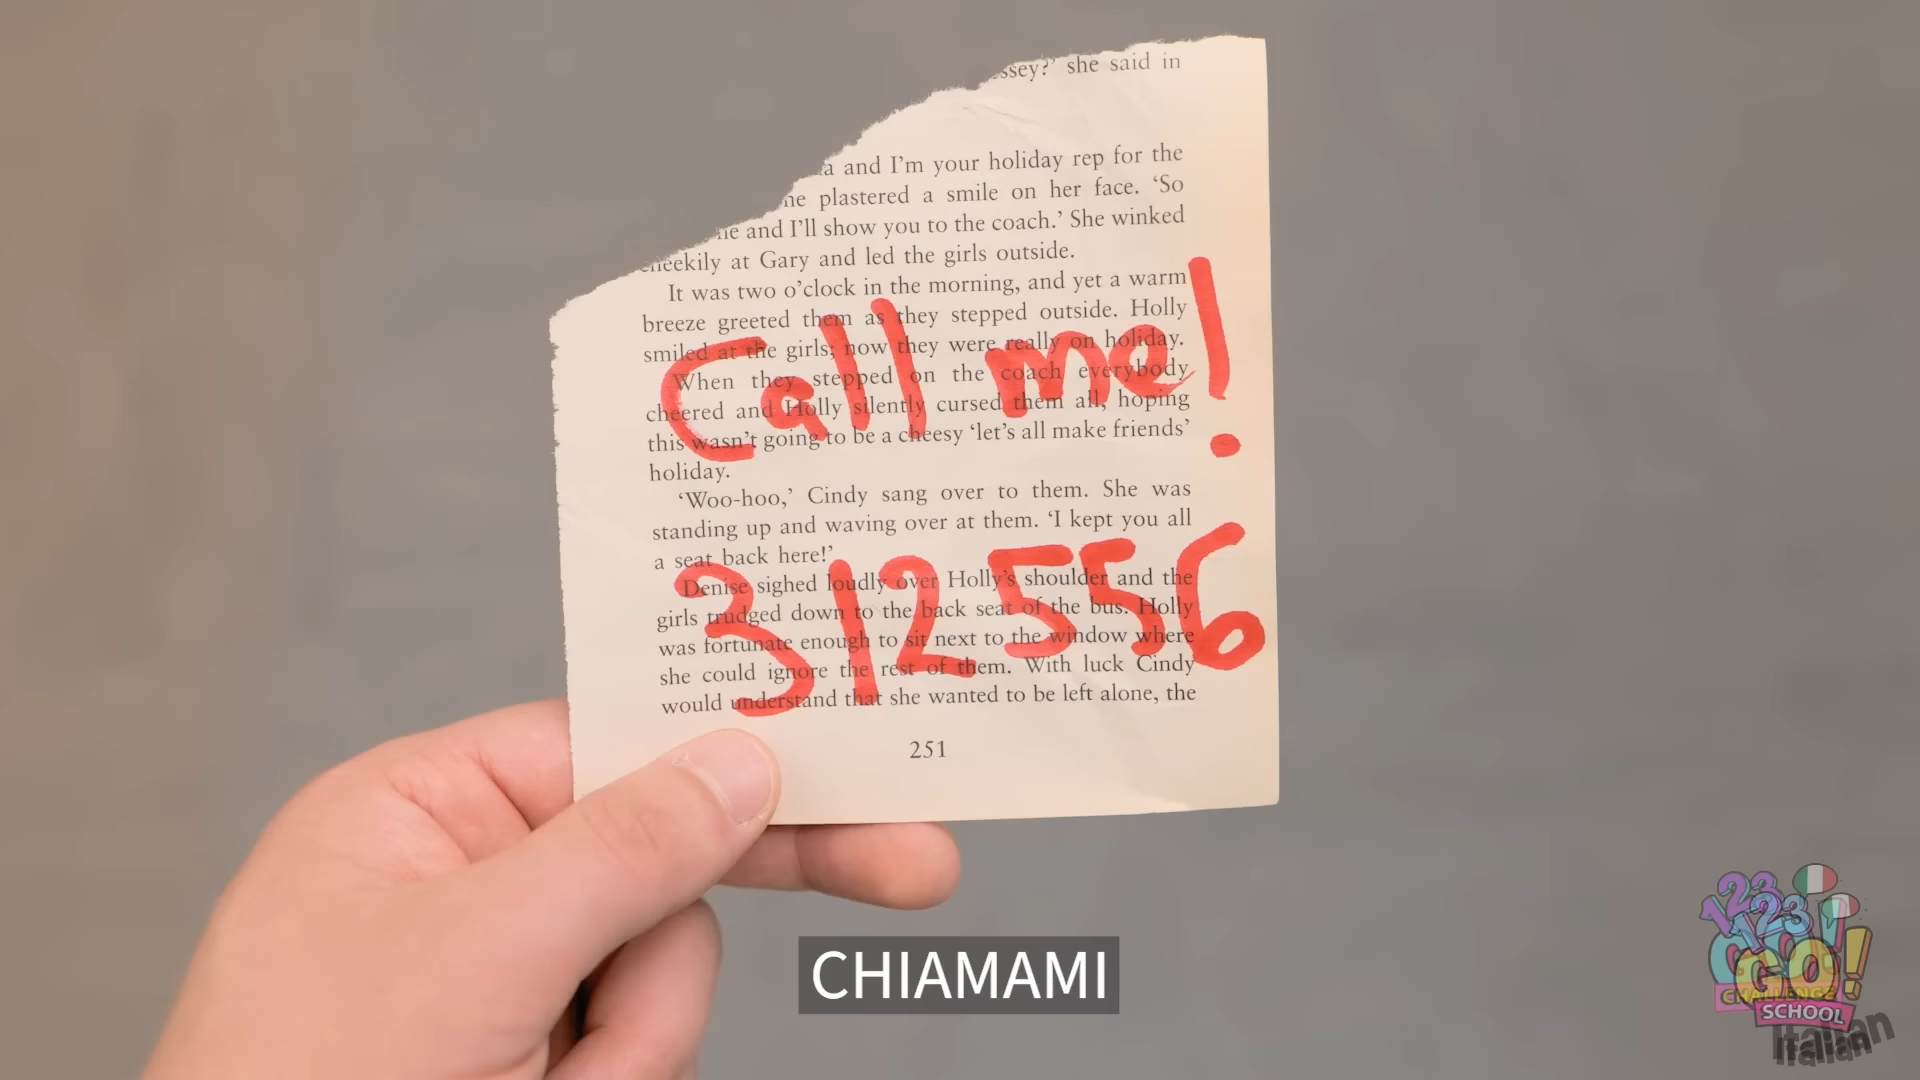 she said in
and I'm your holiday rep for the
plastered a smile on her face. 'So
and I'll show you to the coach.' She winked
cheekily at Gary and led the girls outside.
It was two o'clock in the morning, and yet a warm
breeze greeted them as they stepped outside. Holly
smiled at the girls; now they were really on holiday.
When they stepped on the coach everybody
cheered and Holly silently cursed them all, hoping
this wasn't going to be a cheesy 'let's all make friends'
holiday.
'Woo-hoo,' Cindy sang over to them. She was
standing up and waving over at them. 'I kept you all
a seat back here!'
Denise sighed loudly over Holly's shoulder and the
girls trudged down to the back seat of the bus. Holly
was fortunate enough to sit next to the window where
she could ignore the rest of them. With luck Cindy
would understand that she wanted to be left alone, the
251
Call me!
312556
CHIAMAMI
123
GO!
CHALLENGE
SCHOOL
Italian